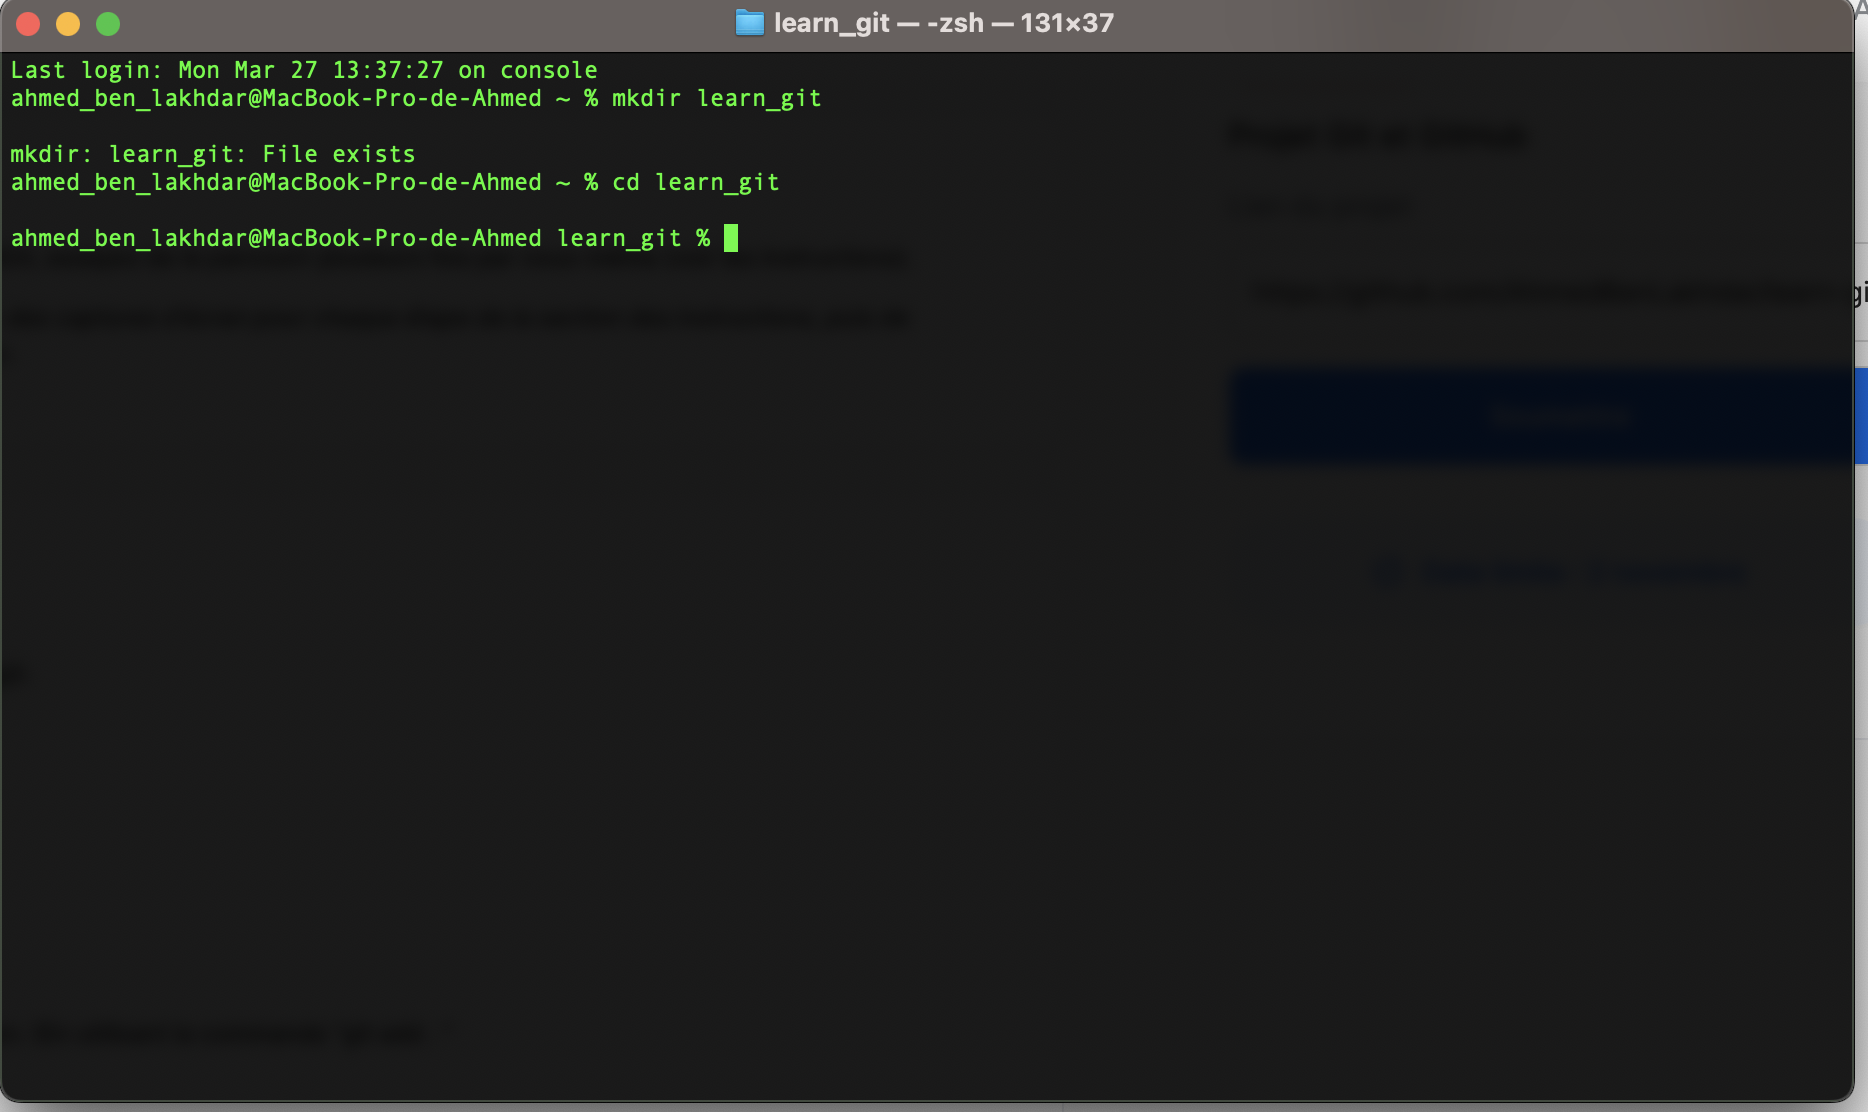 learn_git — -zsh — 131×37
Last login: Mon Mar 27 13:37:27 on console
ahmed_ben_lakhdar@MacBook-Pro-de-Ahmed ~ % mkdir learn_git
mkdir: learn_git: File exists
ahmed_ben_lakhdar@MacBook-Pro-de-Ahmed ~ % cd learn_git
ahmed_ben_lakhdar@MacBook-Pro-de-Ahmed learn_git %